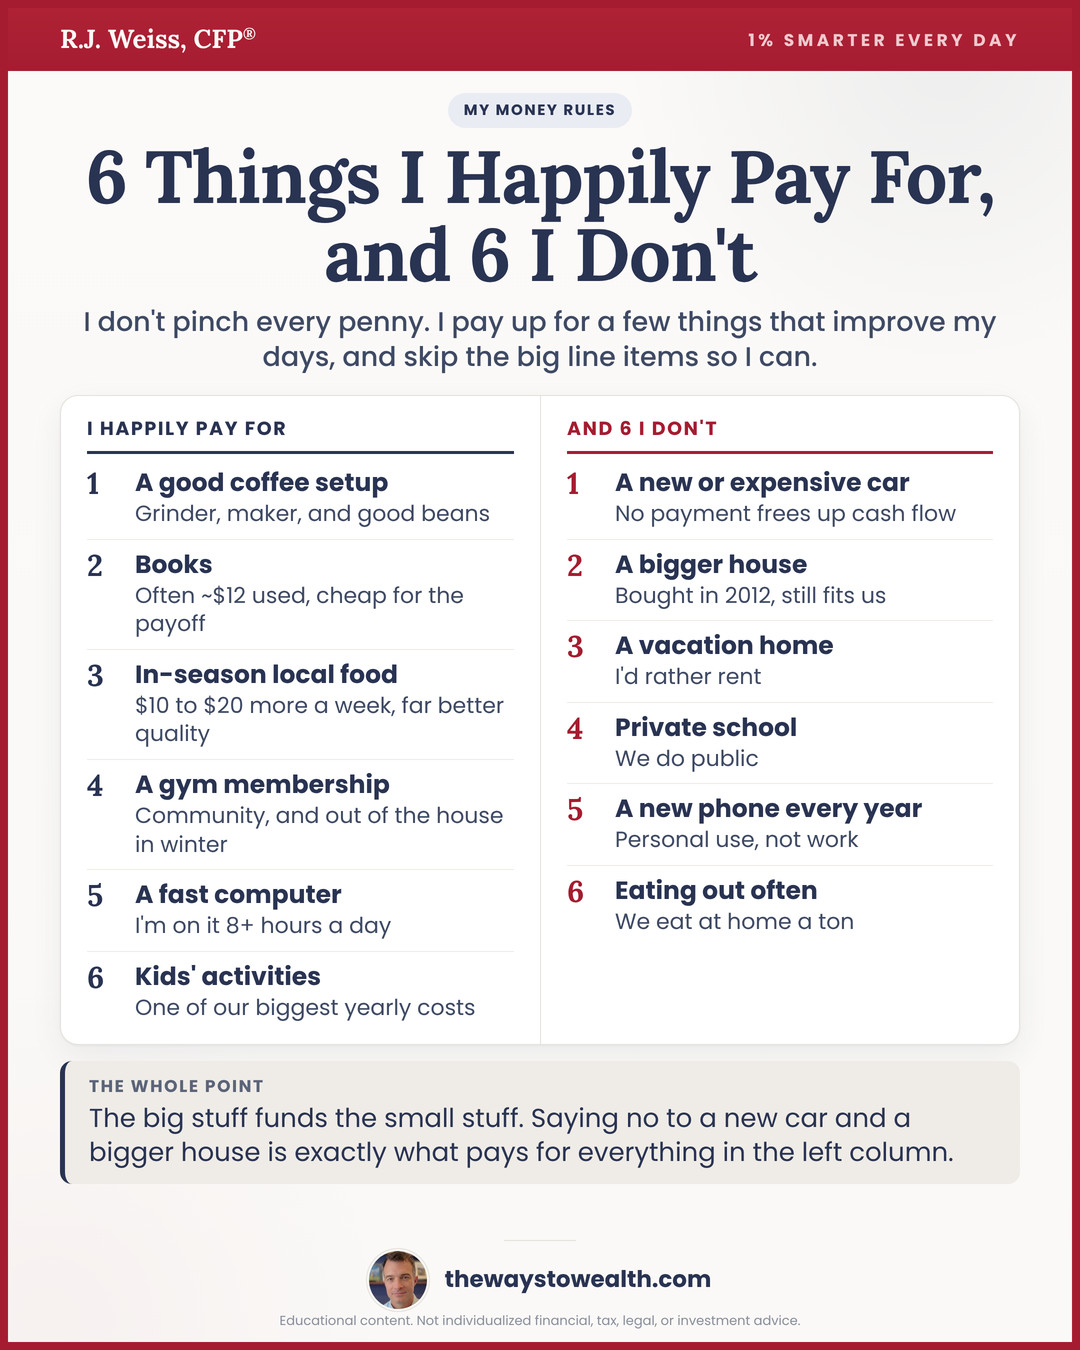 R.J. Weiss, CFP®
1% SMARTER EVERY DAY
MY MONEY RULES
6 Things I Happily Pay For,
and 6 I Don't
I don't pinch every penny. I pay up for a few things that improve my
days, and skip the big line items so I can.
I HAPPILY PAY FOR
1 A good coffee setup
Grinder, maker, and good beans
2 Books
Often ~$12 used, cheap for the
payoff
3 In-season local food
$10 to $20 more a week, far better
quality
4 A gym membership
Community, and out of the house
in winter
5 A fast computer
I'm on it 8+ hours a day
6 Kids' activities
One of our biggest yearly costs
AND 6 I DON'T
1 A new or expensive car
No payment frees up cash flow
2 A bigger house
Bought in 2012, still fits us
3 A vacation home
I'd rather rent
4 Private school
We do public
5 A new phone every year
Personal use, not work
6 Eating out often
We eat at home a ton
THE WHOLE POINT
The big stuff funds the small stuff. Saying no to a new car and a
bigger house is exactly what pays for everything in the left column.
thewaystowealth.com
Educational content. Not individualized financial, tax, legal, or investment advice.